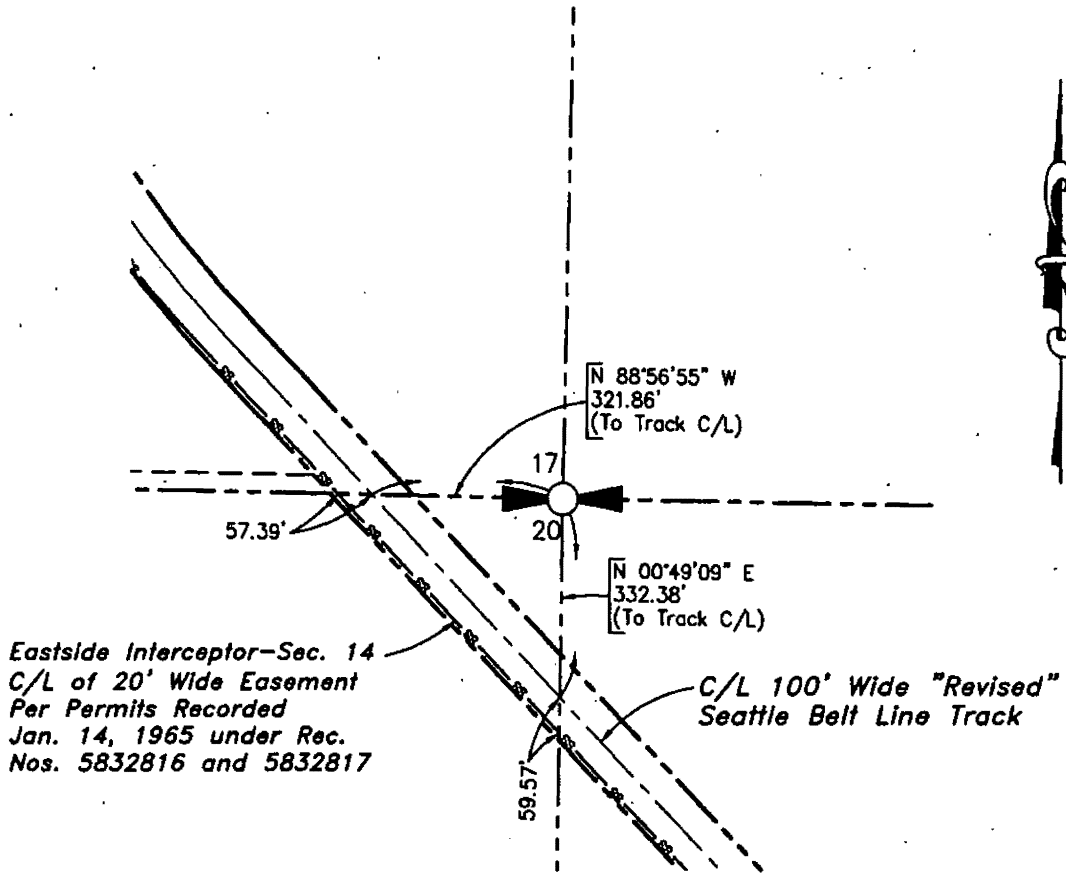 N 88°56'55" W
321.86'
(To Track C/L)
17
20
57.39'
N 00°49'09" E
332.38'
(To Track C/L)
Eastside Interceptor-Sec. 14
C/L of 20' Wide Easement
Per Permits Recorded
Jan. 14, 1965 under Rec.
Nos. 5832816 and 5832817
C/L 100' Wide "Revised"
Seattle Belt Line Track
59.57'